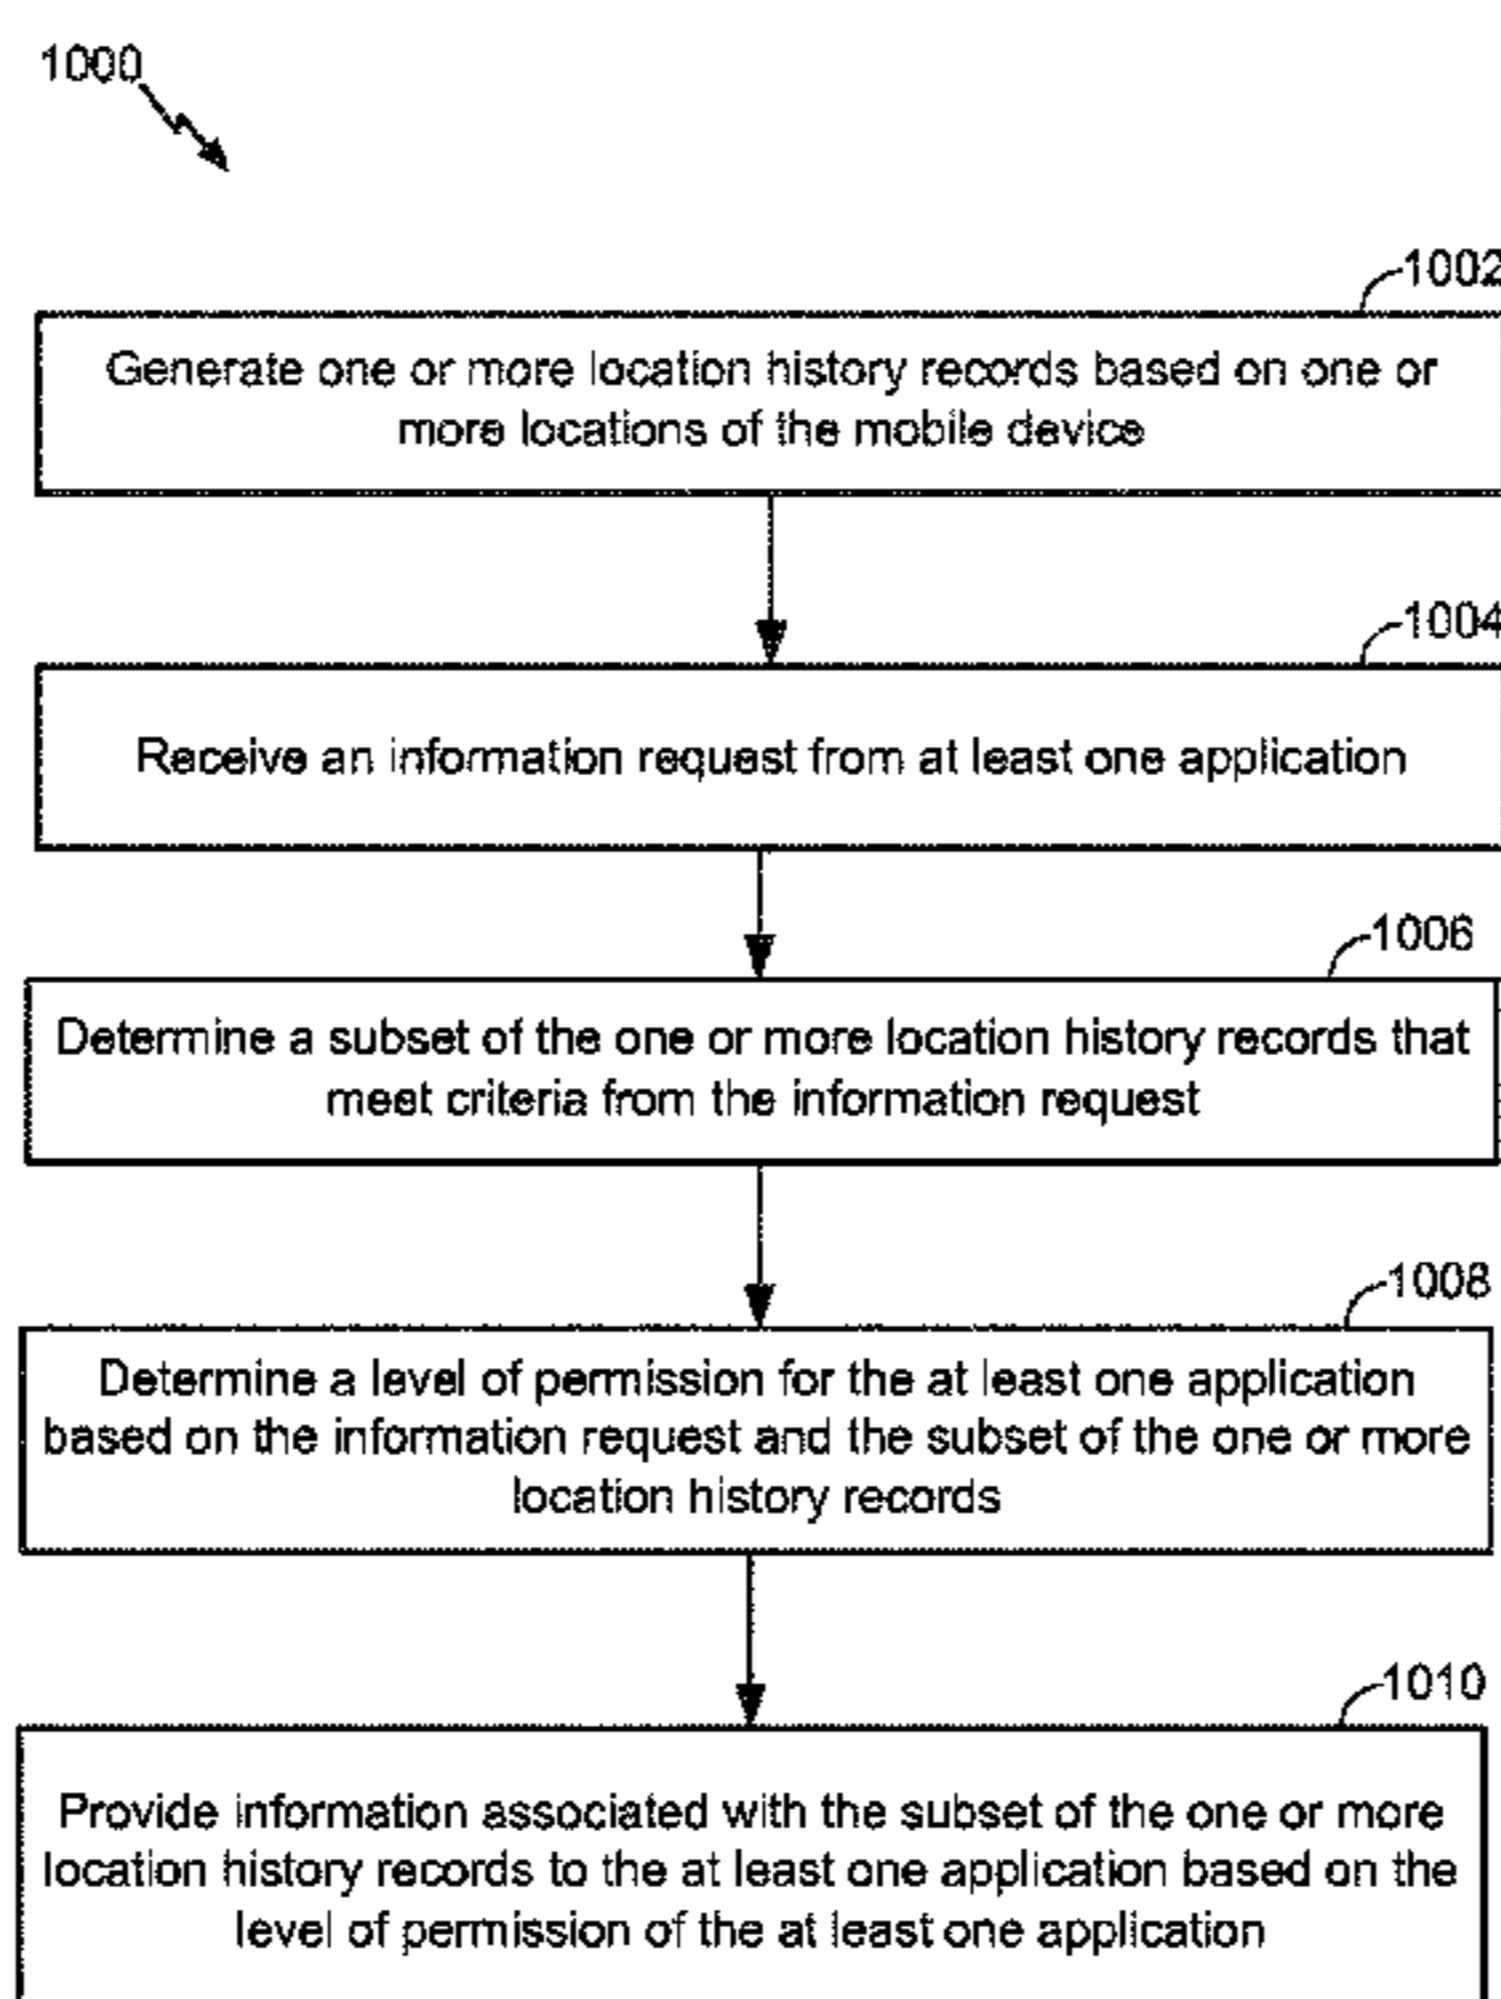 1000
1002
Generate one or more location history records based on one or
more locations of the mobile device
1004
Receive an information request from at least one application
1006
Determine a subset of the one or more location history records that
meet criteria from the information request
1008
Determine a level of permission for the at least one application
based on the information request and the subset of the one or more
location history records
1010
Provide information associated with the subset of the one or more
location history records to the at least one application based on the
level of permission of the at least one application